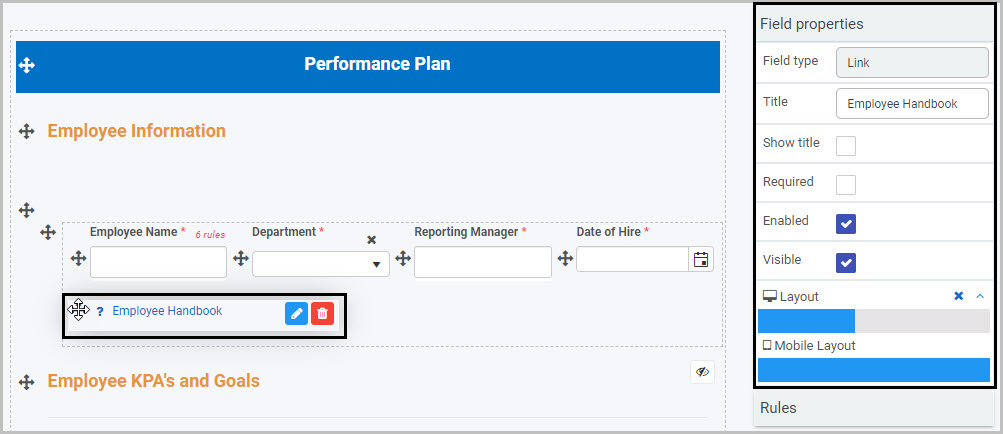 Performance Plan
Employee Information
Employee Name * 6 rules Department * Reporting Manager * Date of Hire *
? Employee Handbook
Employee KPA's and Goals
Field properties
Field type Link
Title Employee Handbook
Show title
Required
Enabled
Visible
Layout
Mobile Layout
Rules